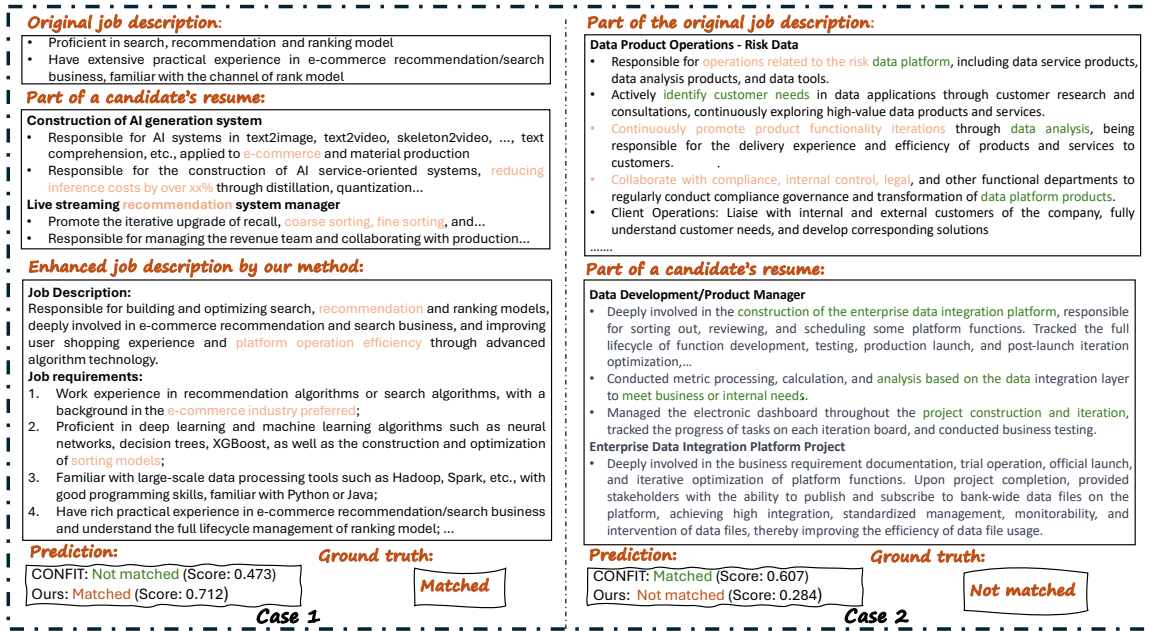 Original job description:
• Proficient in search, recommendation and ranking model
• Have extensive practical experience in e-commerce recommendation/search
business, familiar with the channel of rank model
Part of a candidate's resume:
Construction of AI generation system
• Responsible for AI systems in text2image, text2video, skeleton2video, ..., text
comprehension, etc., applied to e-commerce and material production
• Responsible for the construction of AI service-oriented systems, reducing
inference costs by over xx% through distillation, quantization...
Live streaming recommendation system manager
• Promote the iterative upgrade of recall, coarse sorting, fine sorting, and...
• Responsible for managing the revenue team and collaborating with production...
Enhanced job description by our method:
Job Description:
Responsible for building and optimizing search, recommendation and ranking models,
deeply involved in e-commerce recommendation and search business, and improving
user shopping experience and platform operation efficiency through advanced
algorithm technology.
Job requirements:
1. Work experience in recommendation algorithms or search algorithms, with a
background in the e-commerce industry preferred;
2. Proficient in deep learning and machine learning algorithms such as neural
networks, decision trees, XGBoost, as well as the construction and optimization
of sorting models;
3. Familiar with large-scale data processing tools such as Hadoop, Spark, etc., with
good programming skills, familiar with Python or Java;
4. Have rich practical experience in e-commerce recommendation/search business
and understand the full lifecycle management of ranking model; ...
Prediction:
CONFIT: Not matched (Score: 0.473)
Ours: Matched (Score: 0.712)
Ground truth:
Matched
Case 1
Part of the original job description:
Data Product Operations - Risk Data
• Responsible for operations related to the risk data platform, including data service products,
data analysis products, and data tools.
• Actively identify customer needs in data applications through customer research and
consultations, continuously exploring high-value data products and services.
• Continuously promote product functionality iterations through data analysis, being
responsible for the delivery experience and efficiency of products and services to
customers. .
• Collaborate with compliance, internal control, legal, and other functional departments to
regularly conduct compliance governance and transformation of data platform products.
• Client Operations: Liaise with internal and external customers of the company, fully
understand customer needs, and develop corresponding solutions
.......
Part of a candidate's resume:
Data Development/Product Manager
• Deeply involved in the construction of the enterprise data integration platform, responsible
for sorting out, reviewing, and scheduling some platform functions. Tracked the full
lifecycle of function development, testing, production launch, and post-launch iteration
optimization,...
• Conducted metric processing, calculation, and analysis based on the data integration layer
to meet business or internal needs.
• Managed the electronic dashboard throughout the project construction and iteration,
tracked the progress of tasks on each iteration board, and conducted business testing.
Enterprise Data Integration Platform Project
• Deeply involved in the business requirement documentation, trial operation, official launch,
and iterative optimization of platform functions. Upon project completion, provided
stakeholders with the ability to publish and subscribe to bank-wide data files on the
platform, achieving high integration, standardized management, monitorability, and
intervention of data files, thereby improving the efficiency of data file usage.
Prediction:
CONFIT: Matched (Score: 0.607)
Ours: Not matched (Score: 0.284)
Ground truth:
Not matched
Case 2